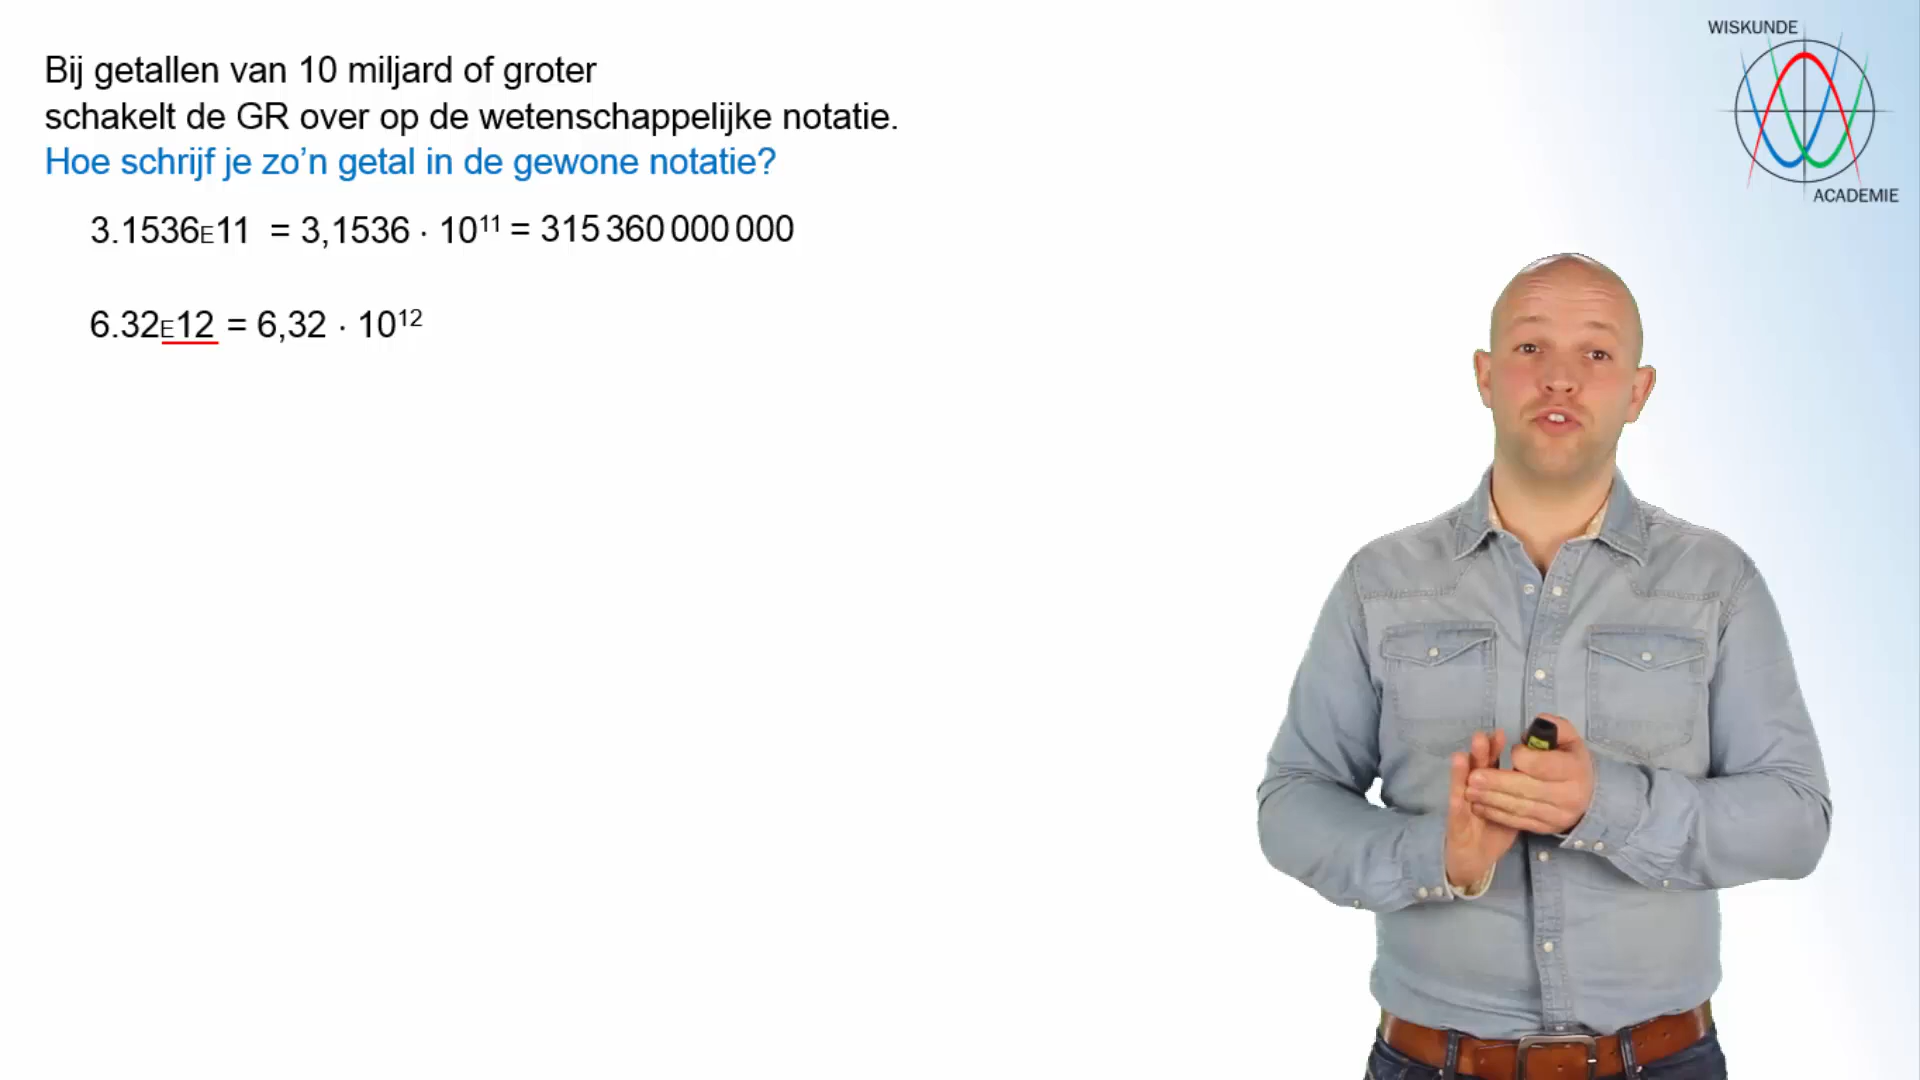 WISKUNDE
Bij getallen van 10 miljard of groter
schakelt de GR over op de wetenschappelijke notatie.
Hoe schrijf je zo’n getal in de gewone notatie?
ACADEMIE
3.1536E11 = 3,1536 · 10¹¹ = 315 360 000 000
6.32E12 = 6,32 · 10¹²